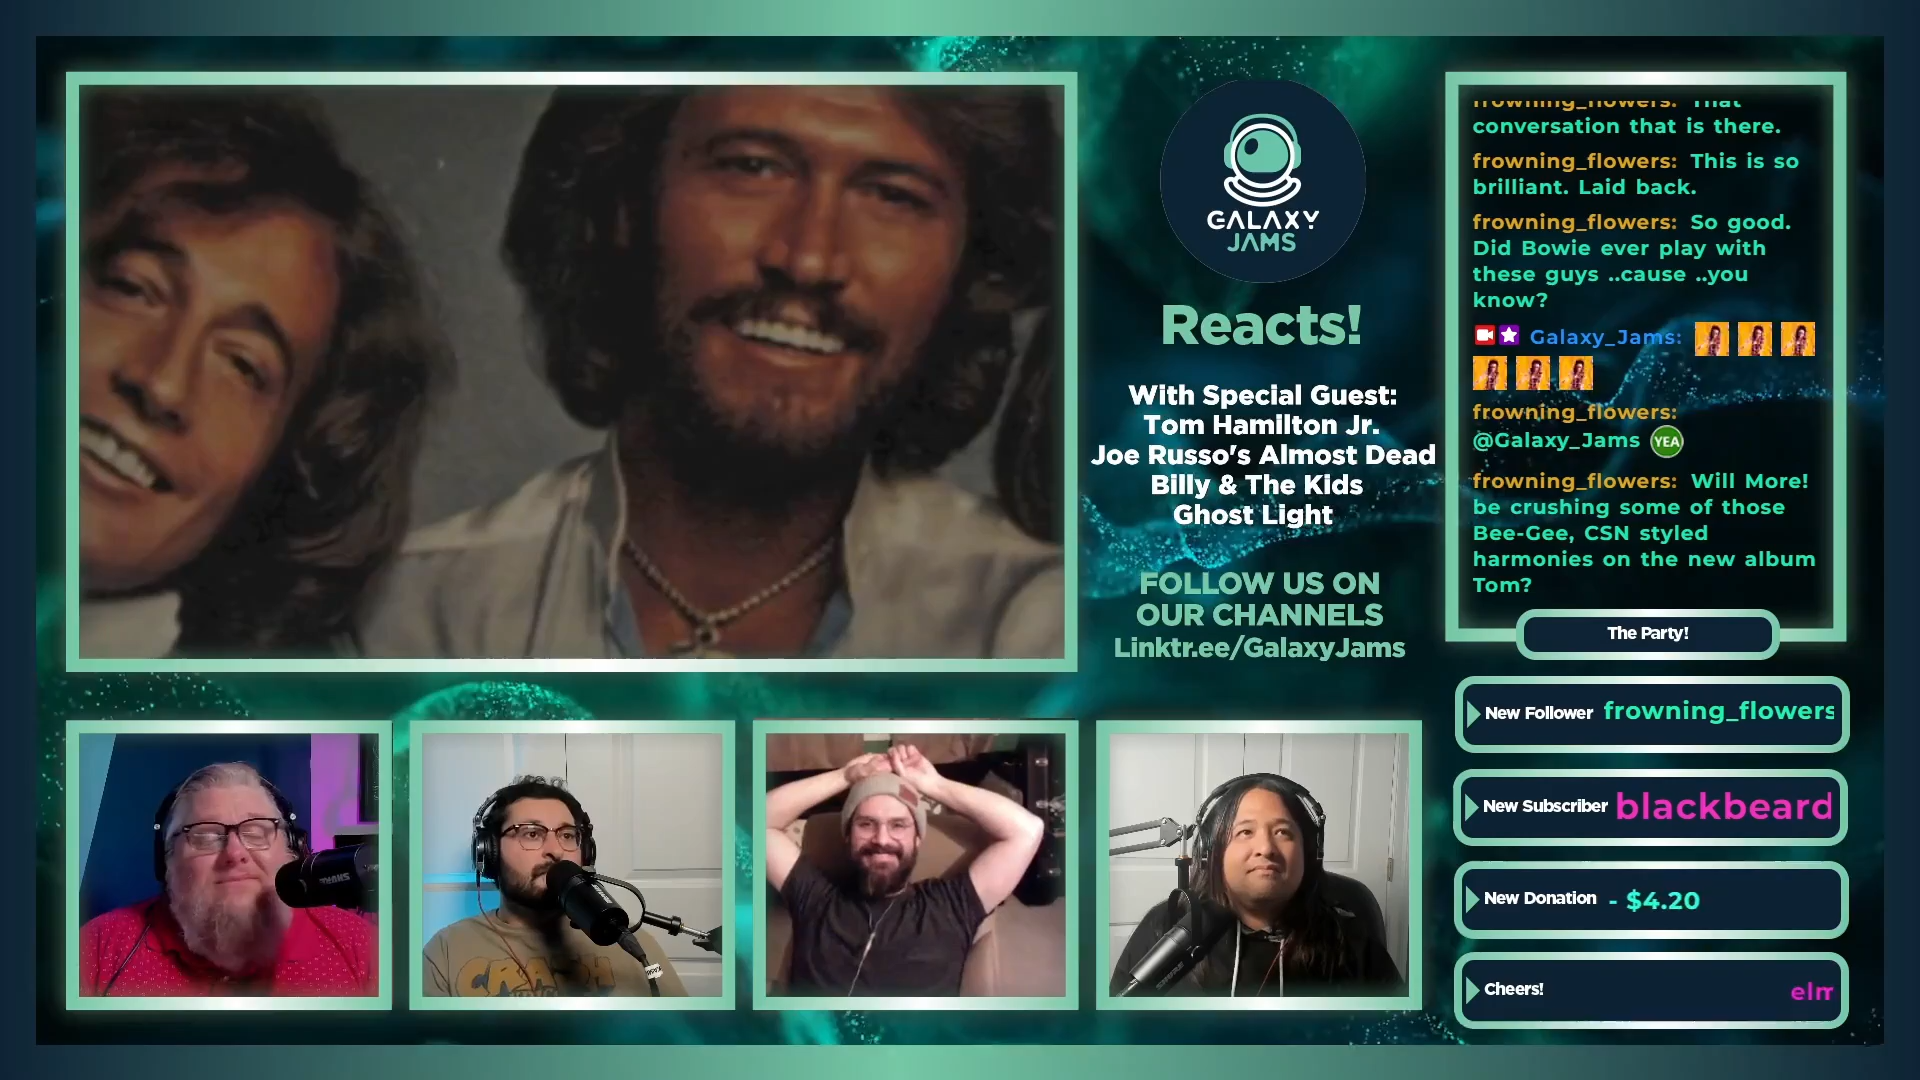 GALAXY
JAMS
Reacts!
With Special Guest:
Tom Hamilton Jr.
Joe Russo's Almost Dead
Billy & The Kids
Ghost Light
FOLLOW US ON
OUR CHANNELS
Linktr.ee/GalaxyJams
frowning_flowers: That
conversation that is there.
frowning_flowers: This is so
brilliant. Laid back.
frowning_flowers: So good.
Did Bowie ever play with
these guys ..cause ..you
know?
Galaxy_Jams:
frowning_flowers:
@Galaxy_Jams YEA
frowning_flowers: Will More!
be crushing some of those
Bee-Gee, CSN styled
harmonies on the new album
Tom?
The Party!
New Follower frowning_flowers
New Subscriber blackbeard
New Donation - $4.20
Cheers! elm
CRASH